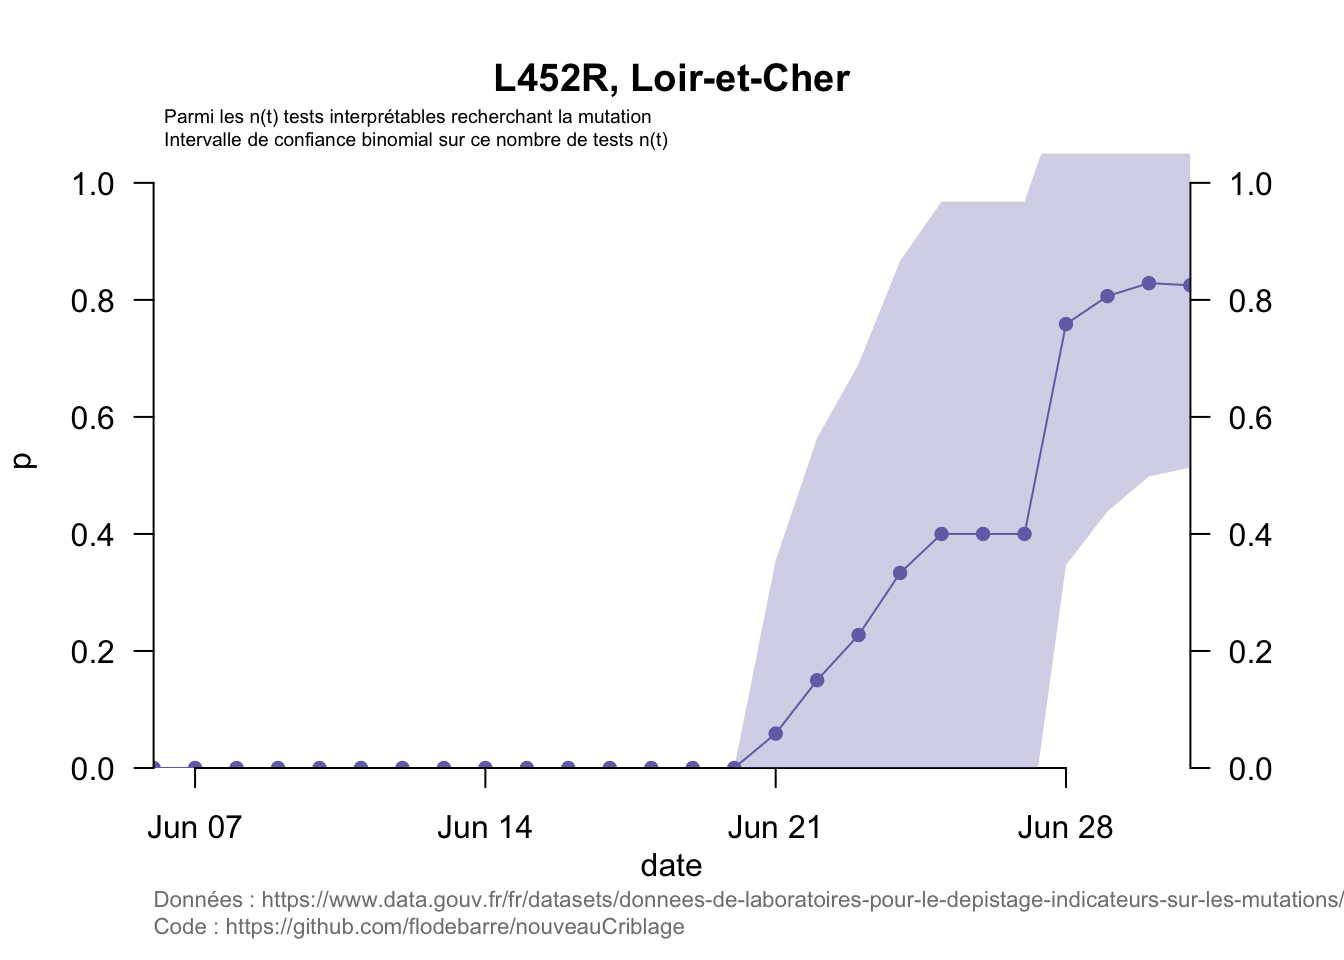 L452R, Loir-et-Cher
Parmi les n(t) tests interprétables recherchant la mutation
Intervalle de confiance binomial sur ce nombre de tests n(t)
1.0
0.8
0.6
0.4
0.2
0.0
p
1.0
0.8
0.6
0.4
0.2
0.0
Jun 07 Jun 14 Jun 21 Jun 28
date
Données : https://www.data.gouv.fr/fr/datasets/donnees-de-laboratoires-pour-le-depistage-indicateurs-sur-les-mutations/
Code : https://github.com/flodebarre/nouveauCriblage